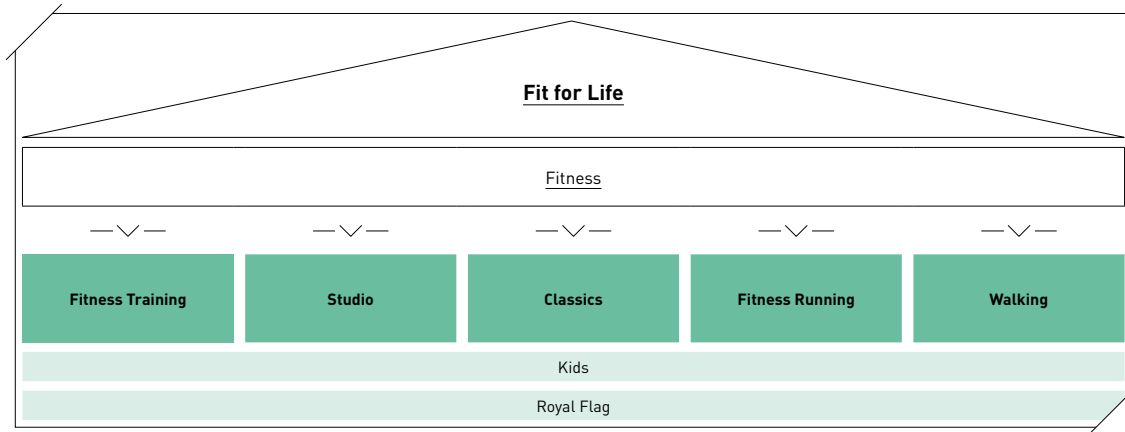 Fit for Life
Fitness
Fitness Training
Studio
Classics
Fitness Running
Walking
Kids
Royal Flag